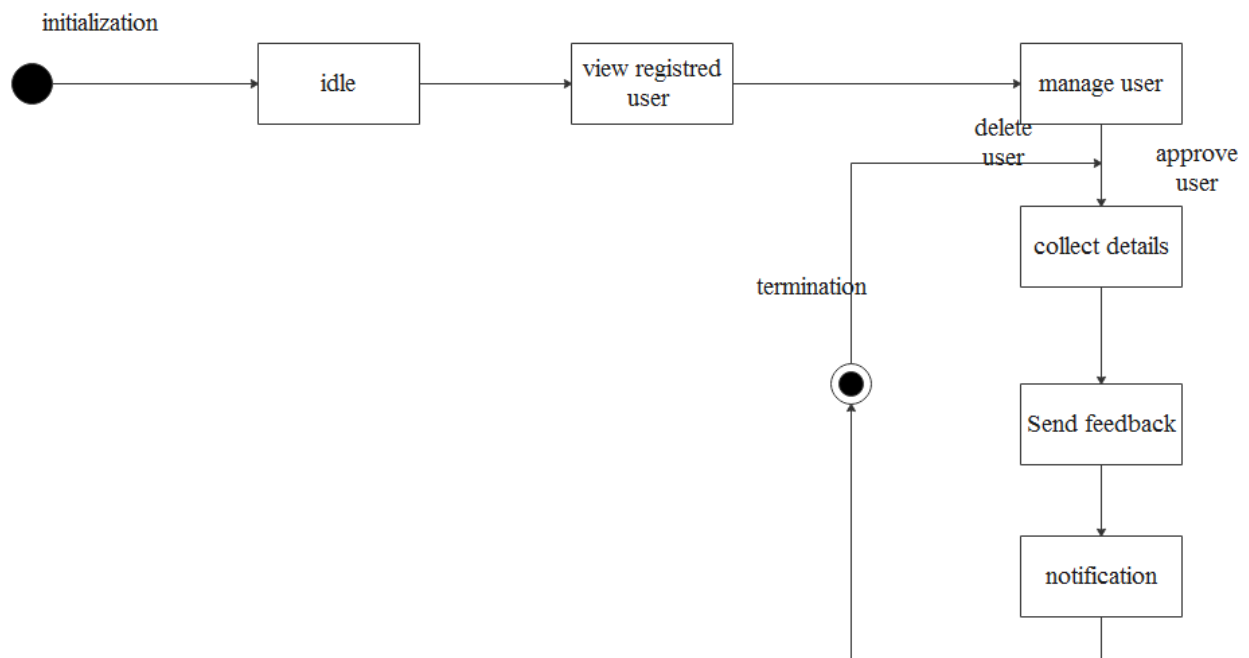 initialization
idle
view registred
user
manage user
delete
user
approve
user
collect details
termination
Send feedback
notification